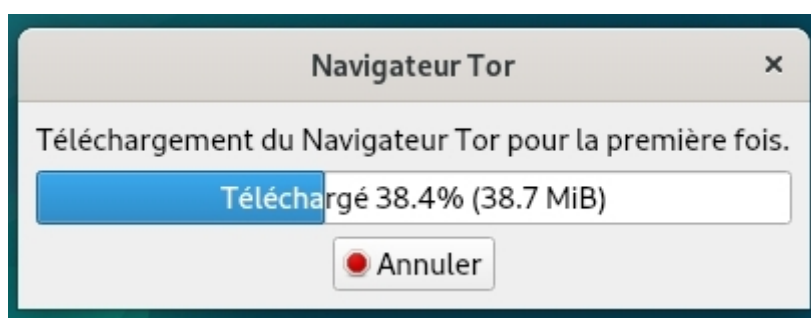 Navigateur Tor
Téléchargement du Navigateur Tor pour la première fois.
Téléchargé 38.4% (38.7 MiB)
Annuler